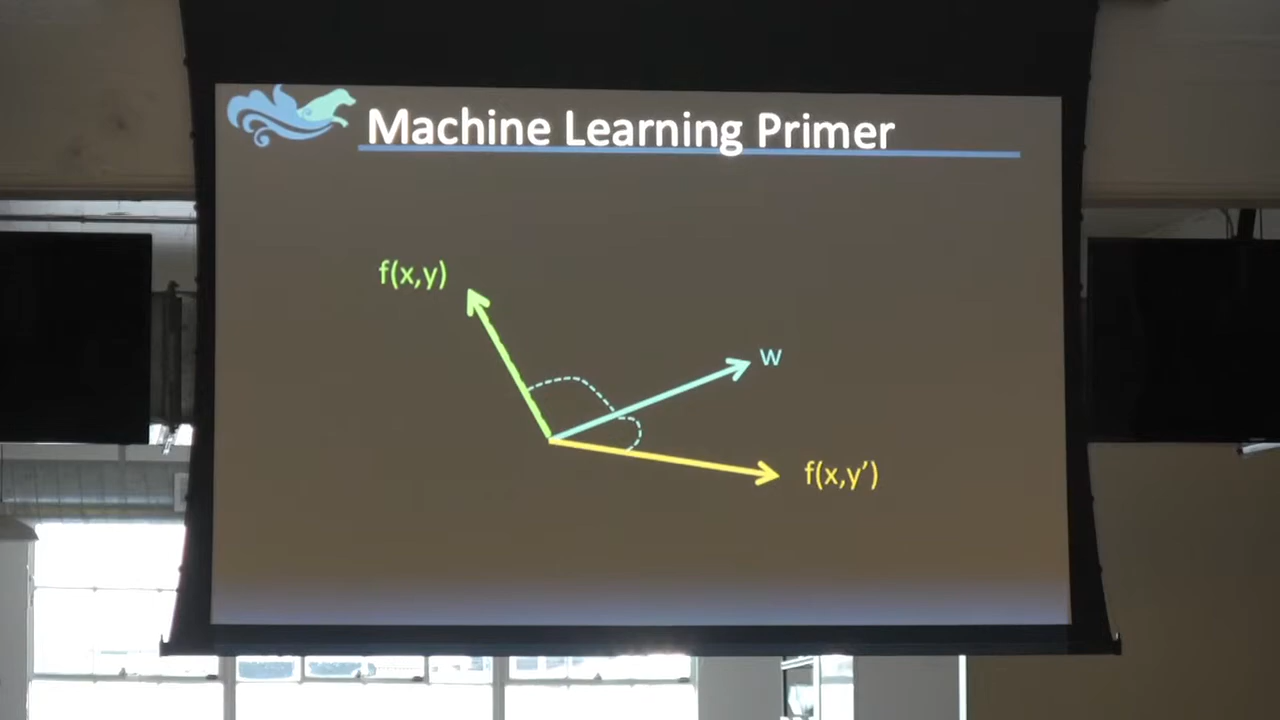 Machine Learning Primer
f(x,y)
w
f(x,y’)